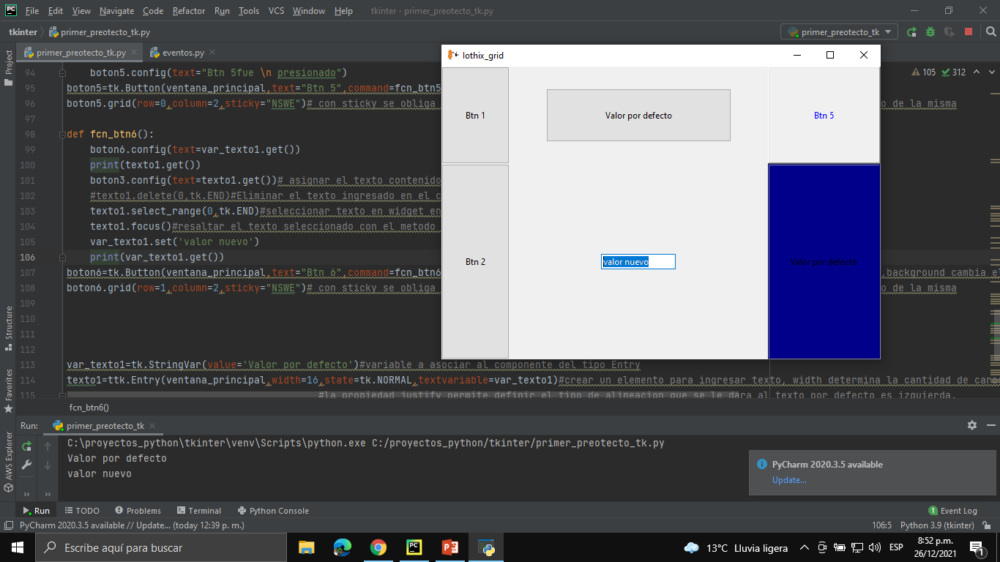 File Edit View Navigate Code Refactor Run Tools VCS Window Help tkinter - primer_preotecto_tk.py
tkinter primer_preotecto_tk.py primer_preotecto_tk
primer_preotecto_tk.py eventos.py
Project
Structure
Favorites
AWS Explorer
105 312
94 boton5.config(text="Btn 5fue \n presionado")
95 boton5=tk.Button(ventana_principal,text="Btn 5",command=fcn_btn5
96 boton5.grid(row=0,column=2,sticky="NSWE")# con sticky se obliga o de la misma
97
98 def fcn_btn6():
99 boton6.config(text=var_texto1.get())
100 print(texto1.get())
101 boton3.config(text=texto1.get())# asignar el texto contenido
102 #texto1.delete(0,tk.END)#Eliminar el texto ingresado en el c
103 texto1.select_range(0,tk.END)#seleccionar texto en widget en
104 texto1.focus()#resaltar el texto seleccionado con el metodo
105 var_texto1.set('valor nuevo')
106 print(var_texto1.get())
107 boton6=tk.Button(ventana_principal,text="Btn 6",command=fcn_btn6 ,background cambia el
108 boton6.grid(row=1,column=2,sticky="NSWE")# con sticky se obliga o de la misma
109
110
111
112
113 var_texto1=tk.StringVar(value='Valor por defecto')#variable a asociar al componente del tipo Entry
114 texto1=ttk.Entry(ventana_principal,width=16,state=tk.NORMAL,textvariable=var_texto1)#crear un elemento para ingresar texto, width determina la cantidad de carac
115 #la propiedad justify permite definir el tipo de alineacion que se le dara al texto por defecto es izquierda.
fcn_btn6()
lothix_grid
Btn 1
Valor por defecto
Btn 5
Btn 2
valor nuevo
Valor por defecto
Run: primer_preotecto_tk
C:\proyectos_python\tkinter\venv\Scripts\python.exe C:/proyectos_python/tkinter/primer_preotecto_tk.py
Valor por defecto
valor nuevo
PyCharm 2020.3.5 available
Update...
Run TODO Problems Terminal Python Console 1 Event Log
PyCharm 2020.3.5 available // Update... (today 12:39 p. m.) 106:5 Python 3.9 (tkinter)
Escribe aquí para buscar
13°C Lluvia ligera ESP
8:52 p.m.
26/12/2021
1